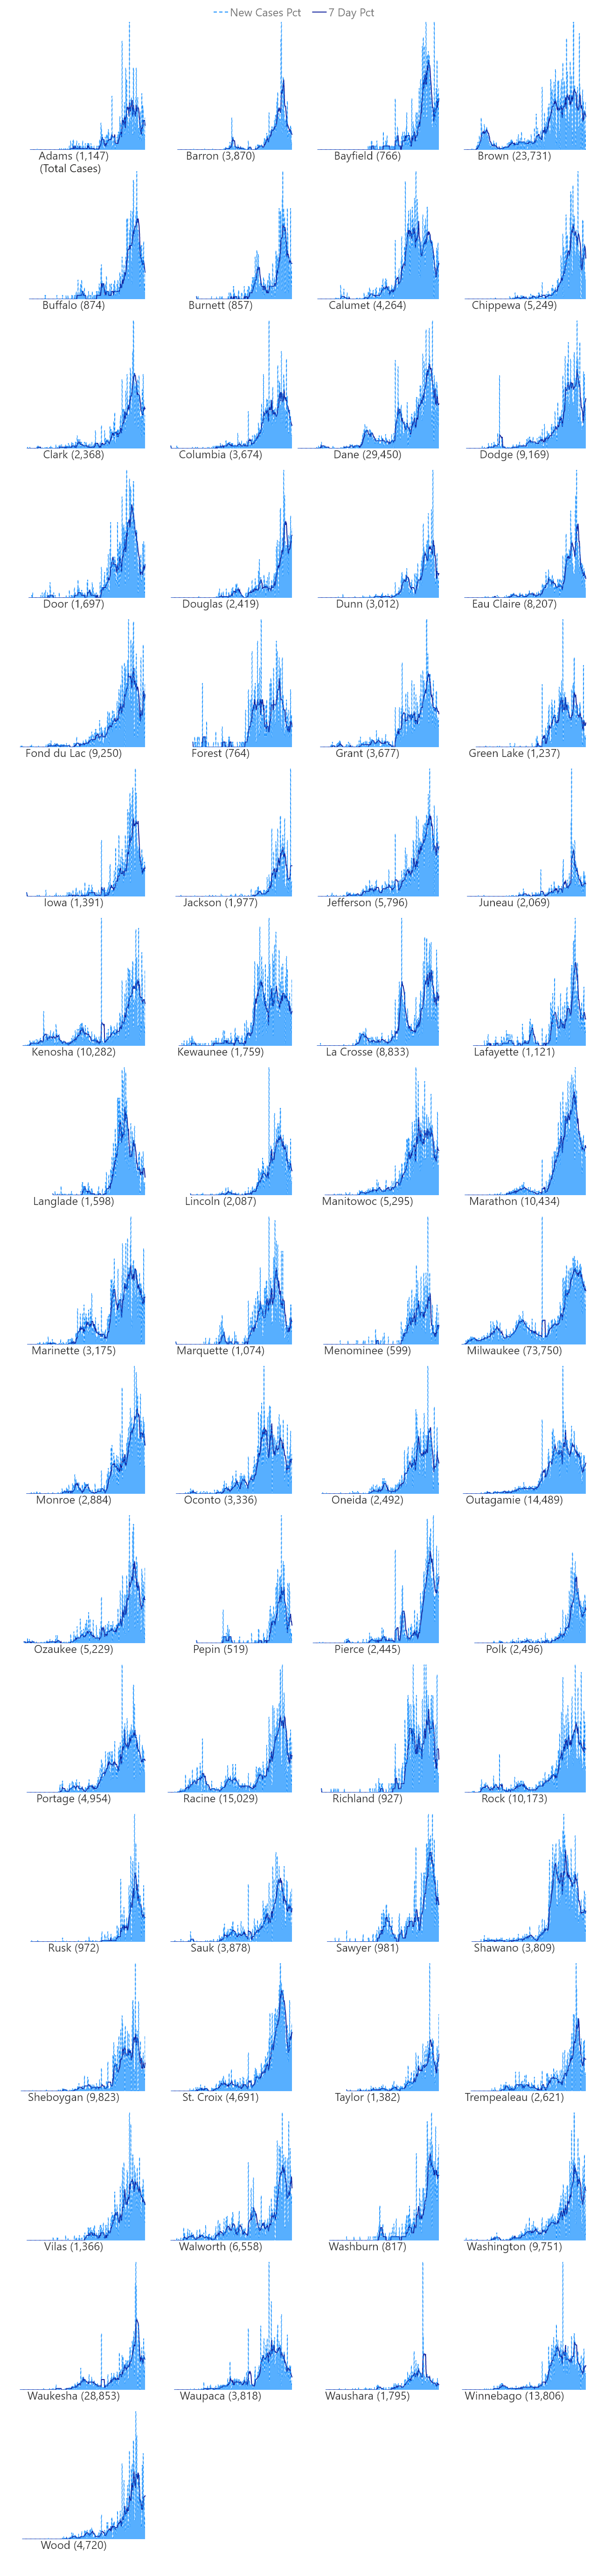 New Cases Pct 7 Day Pct
Adams (1,147) Barron (3,870) Bayfield (766) Brown (23,731)
(Total Cases)
Buffalo (874) Burnett (857) Calumet (4,264) Chippewa (5,249)
Clark (2,368) Columbia (3,674) Dane (29,450) Dodge (9,169)
Door (1,697) Douglas (2,419) Dunn (3,012) Eau Claire (8,207)
Fond du Lac (9,250) Forest (764) Grant (3,677) Green Lake (1,237)
Iowa (1,391) Jackson (1,977) Jefferson (5,796) Juneau (2,069)
Kenosha (10,282) Kewaunee (1,759) La Crosse (8,833) Lafayette (1,121)
Langlade (1,598) Lincoln (2,087) Manitowoc (5,295) Marathon (10,434)
Marinette (3,175) Marquette (1,074) Menominee (599) Milwaukee (73,750)
Monroe (2,884) Oconto (3,336) Oneida (2,492) Outagamie (14,489)
Ozaukee (5,229) Pepin (519) Pierce (2,445) Polk (2,496)
Portage (4,954) Racine (15,029) Richland (927) Rock (10,173)
Rusk (972) Sauk (3,878) Sawyer (981) Shawano (3,809)
Sheboygan (9,823) St. Croix (4,691) Taylor (1,382) Trempealeau (2,621)
Vilas (1,366) Walworth (6,558) Washburn (817) Washington (9,751)
Waukesha (28,853) Waupaca (3,818) Waushara (1,795) Winnebago (13,806)
Wood (4,720)